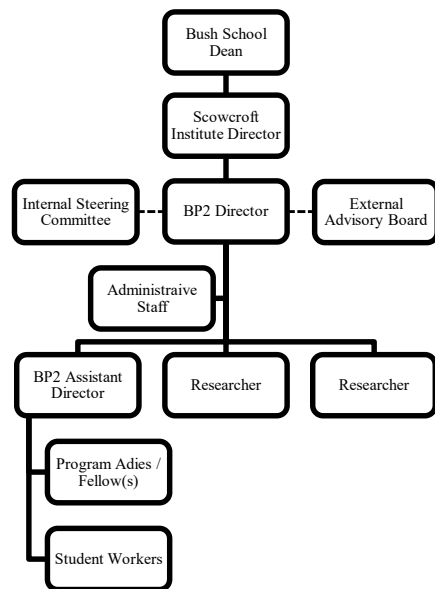 Bush School
Dean
Scowcroft
Institute Director
Internal Steering
Committee
BP2 Director
External
Advisory Board
Administraive
Staff
BP2 Assistant
Director
Researcher
Researcher
Program Adies /
Fellow(s)
Student Workers